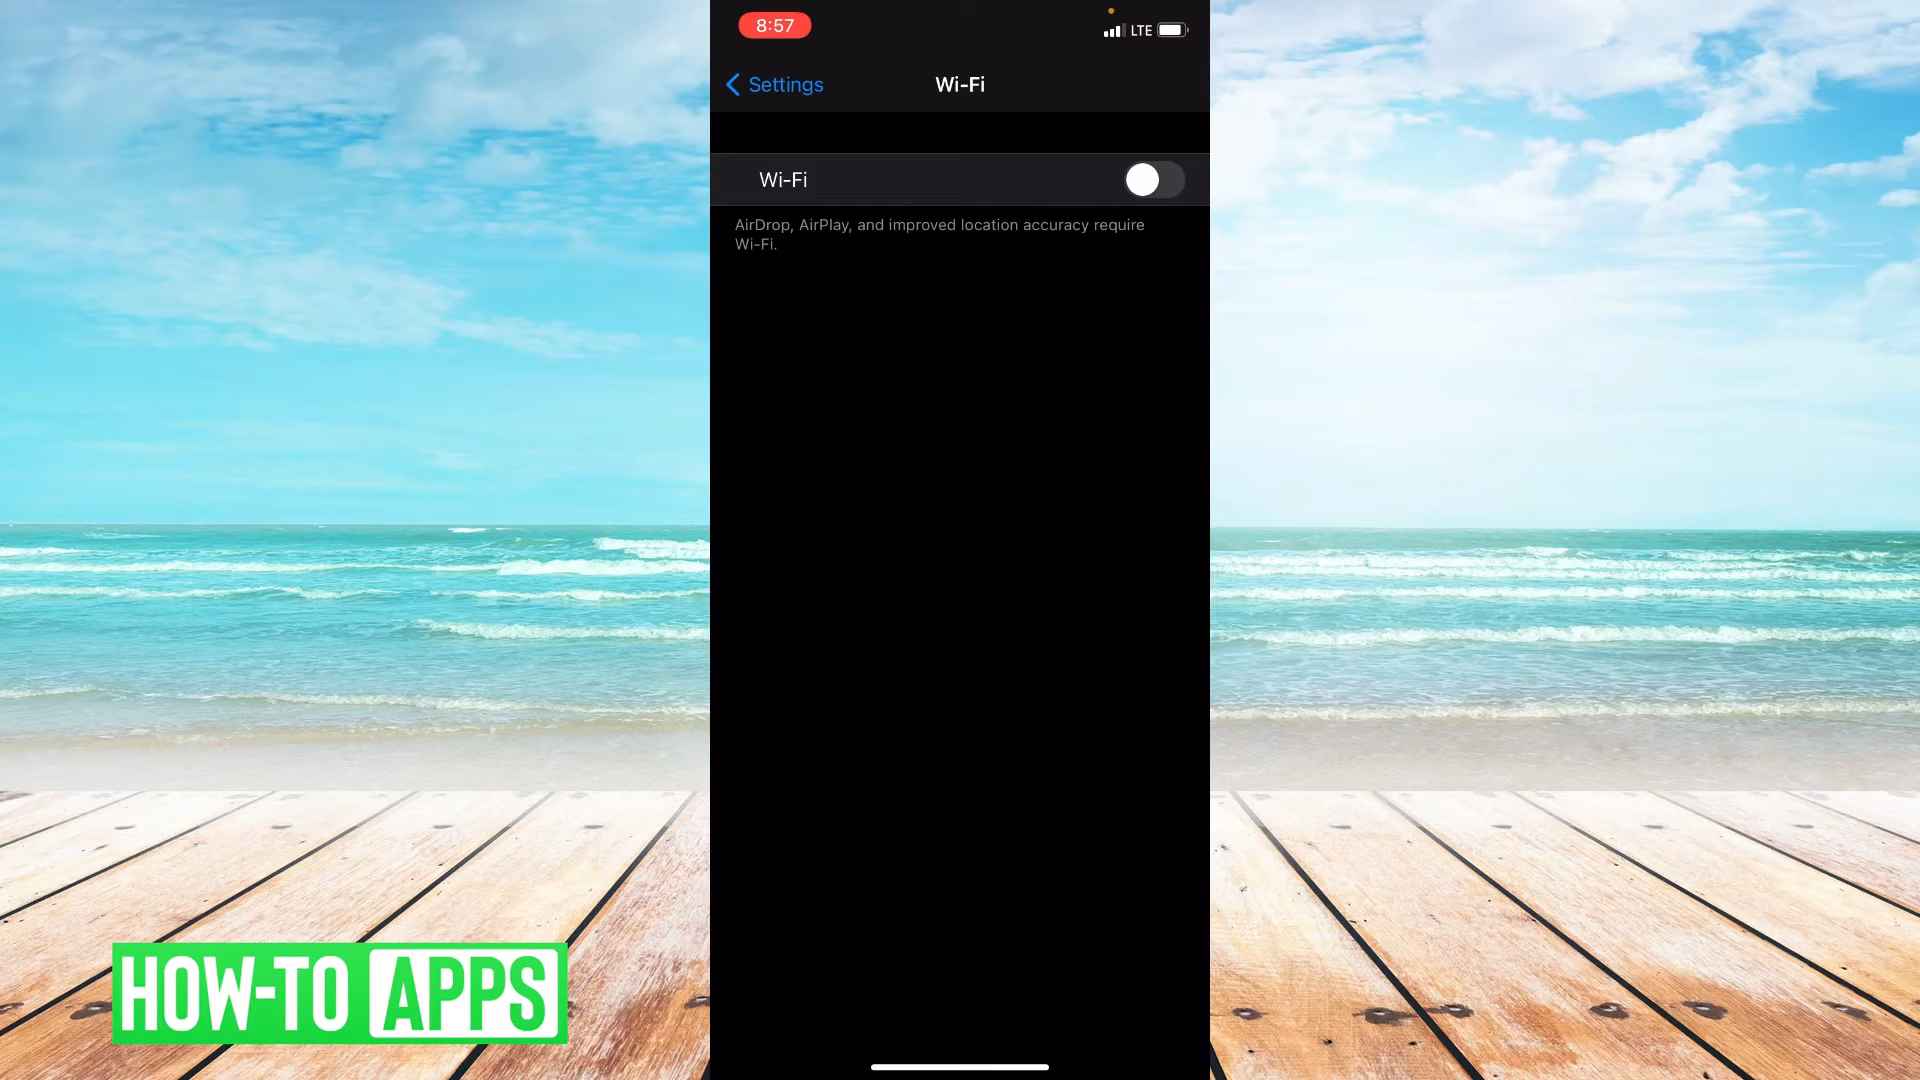 8:57
LTE
Settings
Wi-Fi
Wi-Fi
AirDrop, AirPlay, and improved location accuracy require
Wi-Fi.
HOW-TO APPS